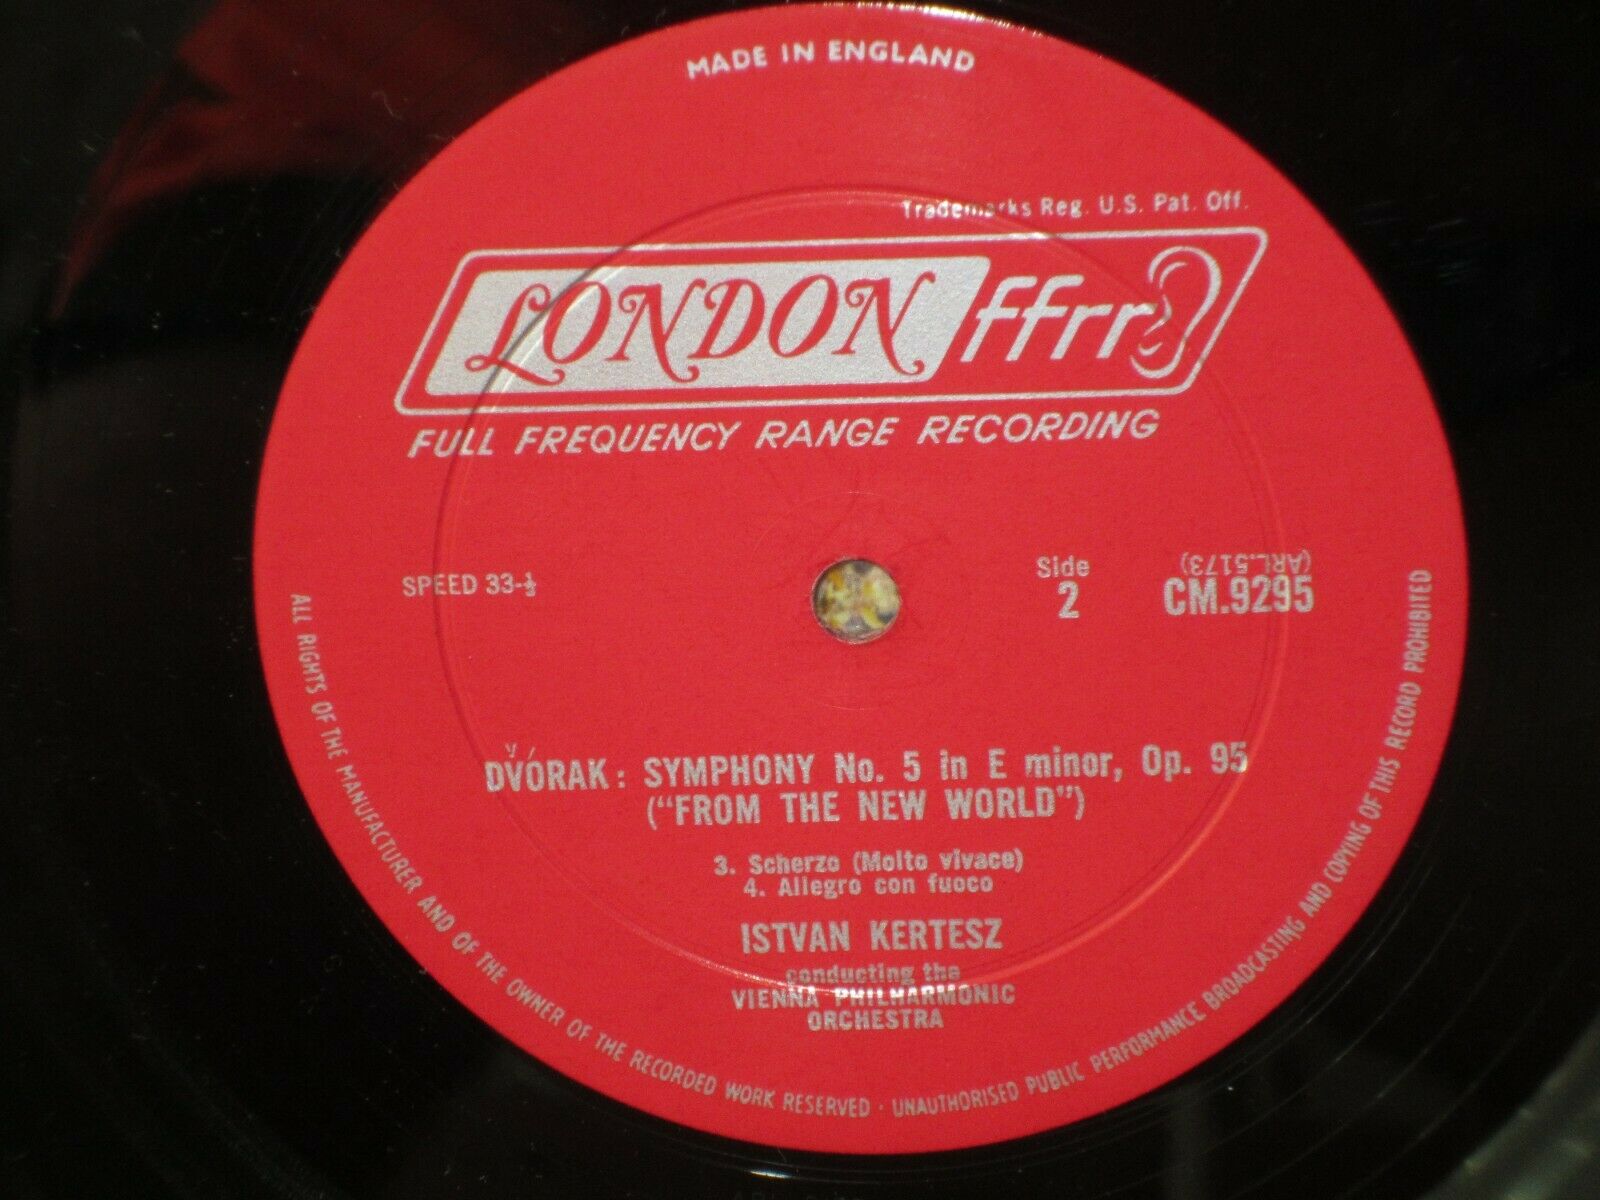 MADE IN ENGLAND
Trademarks Reg. U.S. Pat. Off.
LONDON ffrr
FULL FREQUENCY RANGE RECORDING
SPEED 33-⅓
Side
2
(ARL.5173)
CM.9295
DVÓRAK: SYMPHONY No. 5 in E minor, Op. 95
("FROM THE NEW WORLD")
3. Scherzo (Molto vivace)
4. Allegro con fuoco
ISTVAN KERTESZ
conducting the
VIENNA PHILHARMONIC
ORCHESTRA
ALL RIGHTS OF THE MANUFACTURER AND OF THE OWNER OF THE RECORDED WORK RESERVED · UNAUTHORISED PUBLIC PERFORMANCE BROADCASTING AND COPYING OF THIS RECORD PROHIBITED